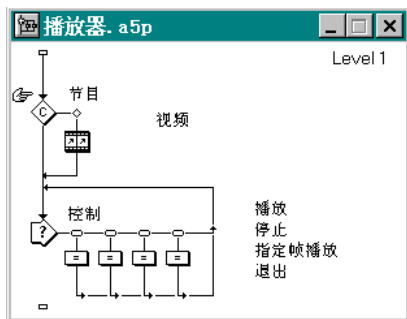 播放器.a5p
Level 1
节目
C
视频
控制
?
= = = =
播放
停止
指定帧播放
退出